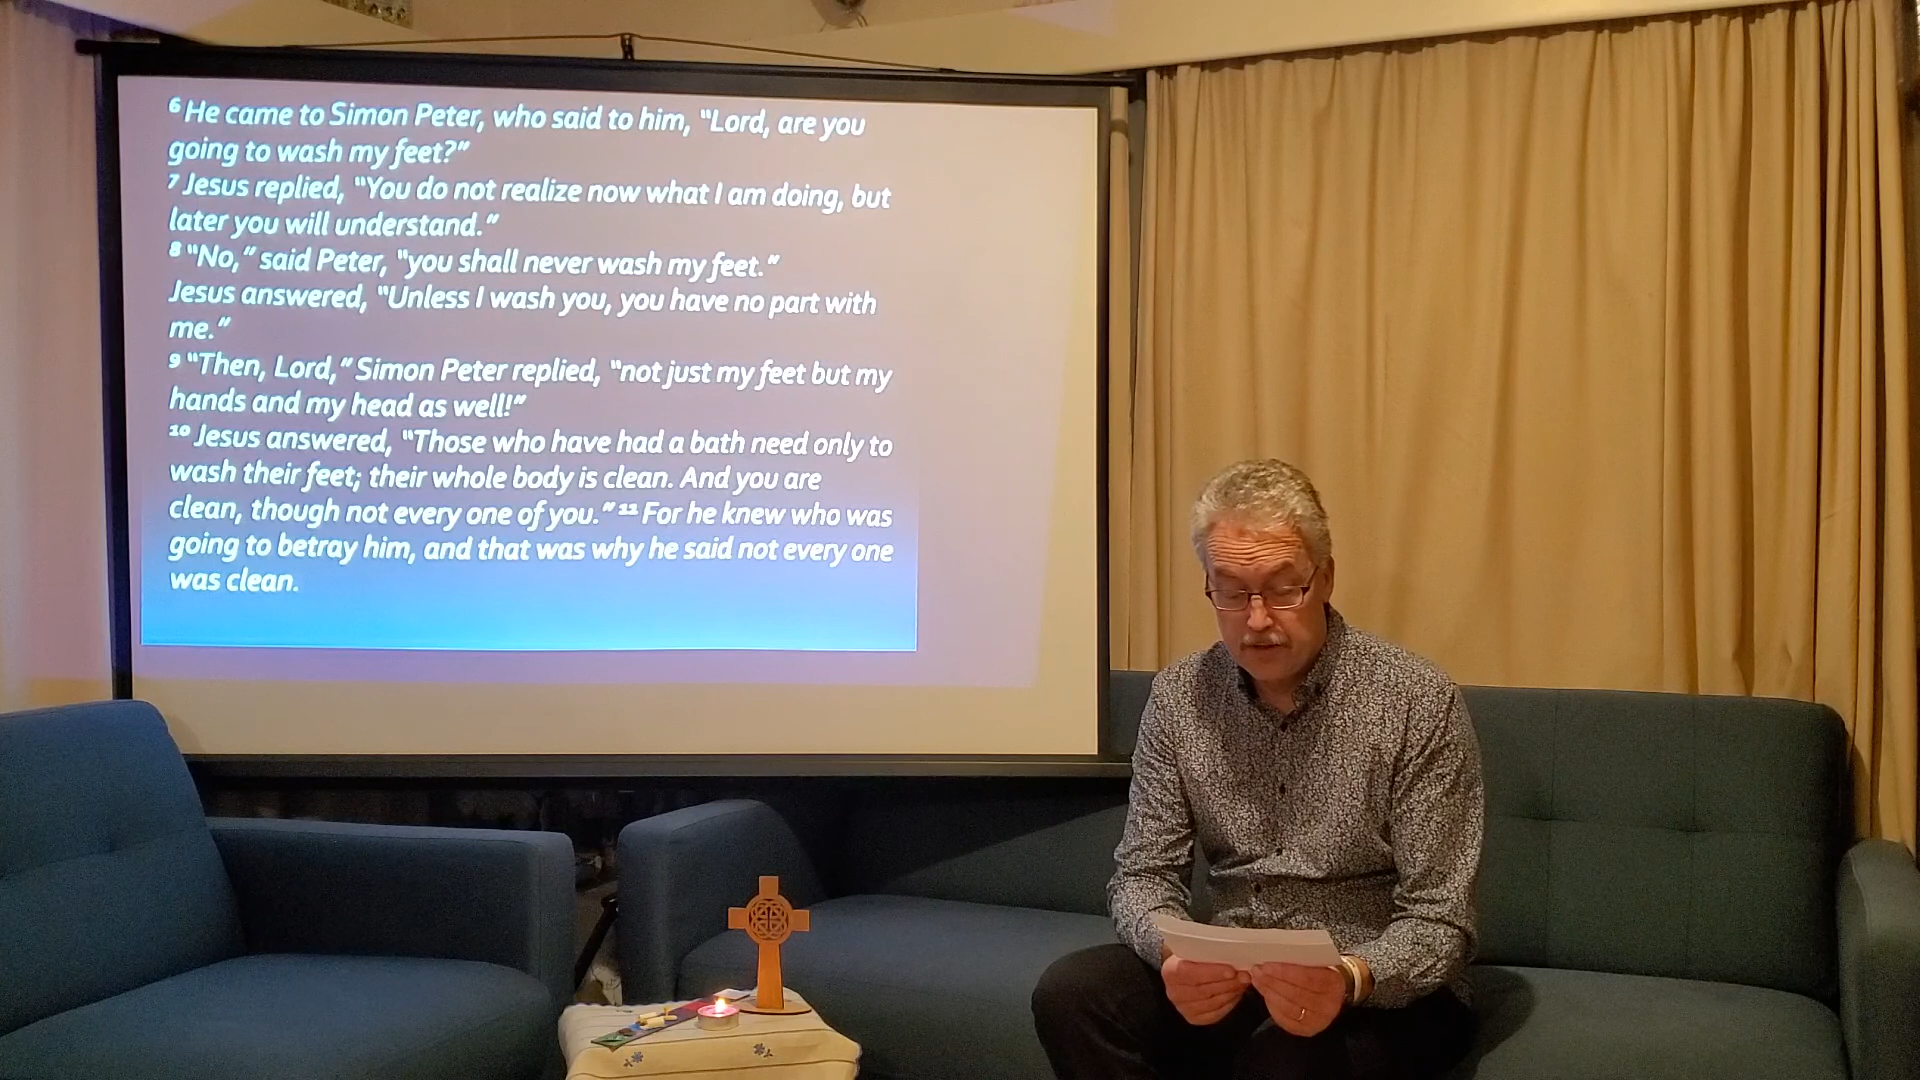 ⁶ He came to Simon Peter, who said to him, “Lord, are you
going to wash my feet?”
⁷ Jesus replied, “You do not realize now what I am doing, but
later you will understand.”
⁸ “No,” said Peter, “you shall never wash my feet.”
Jesus answered, “Unless I wash you, you have no part with
me.”
⁹ “Then, Lord,” Simon Peter replied, “not just my feet but my
hands and my head as well!”
¹⁰ Jesus answered, “Those who have had a bath need only to
wash their feet; their whole body is clean. And you are
clean, though not every one of you.” ¹¹ For he knew who was
going to betray him, and that was why he said not every one
was clean.